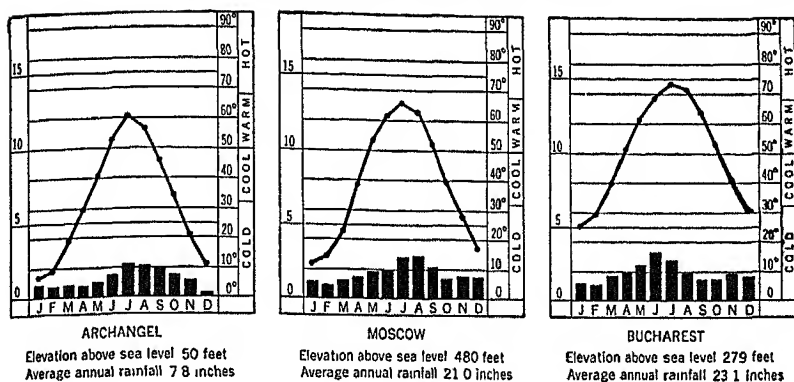 15
10
5
0
90°
80
70
60°
50
40
30°
20
10
0°
HOT
WARM
COOL
COLD
J F M A M J J A S O N D
ARCHANGEL
Elevation above sea level 50 feet
Average annual rainfall 7 8 inches
15
10
5
0
90°
80
70
60°
50
40
30°
20
10°
0°
HOT
WARM
COOL
COLD
J F M A M J J A S O N D
MOSCOW
Elevation above sea level 480 feet
Average annual rainfall 21 0 inches
15
10
5
0
90°
80
70
60°
50°
40
30°
20
10°
0°
HOT
WARM
COOL
COLD
J F M A M J J A S O N D
BUCHAREST
Elevation above sea level 279 feet
Average annual rainfall 23 1 inches